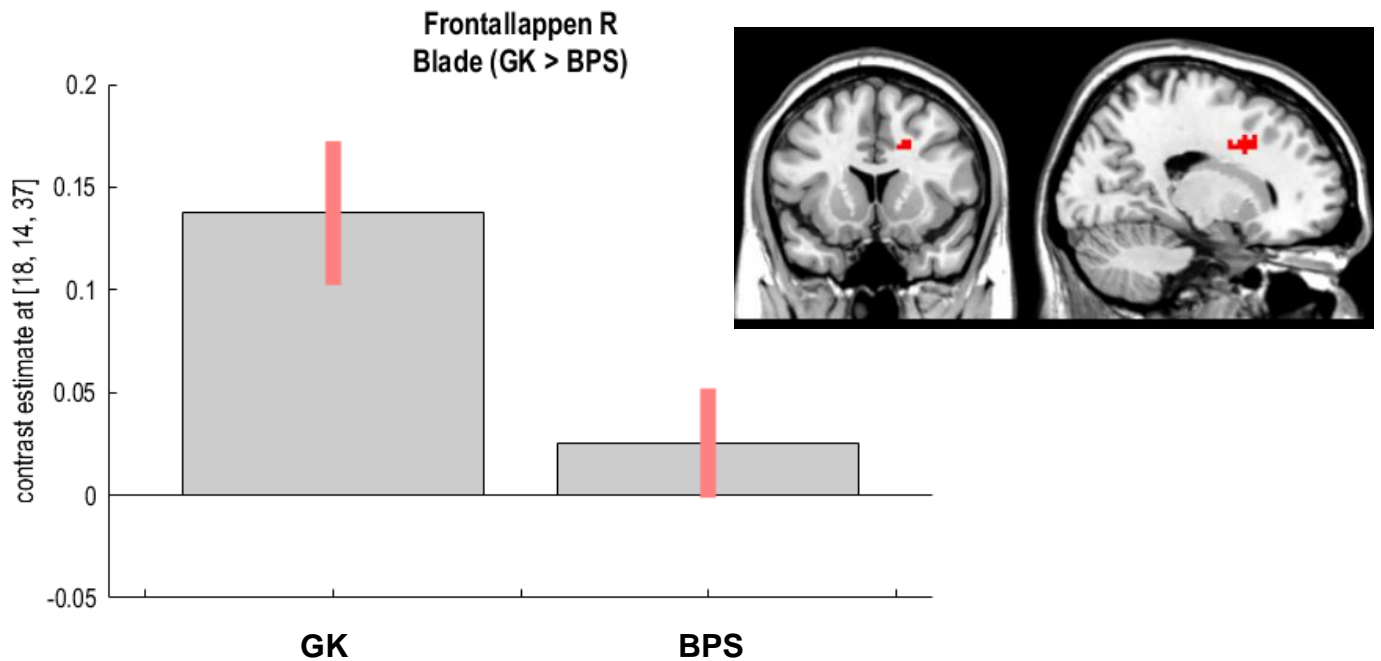 Frontallappen R
Blade (GK > BPS)
contrast estimate at [18, 14, 37]
0.2
0.15
0.1
0.05
0
-0.05
GK
BPS